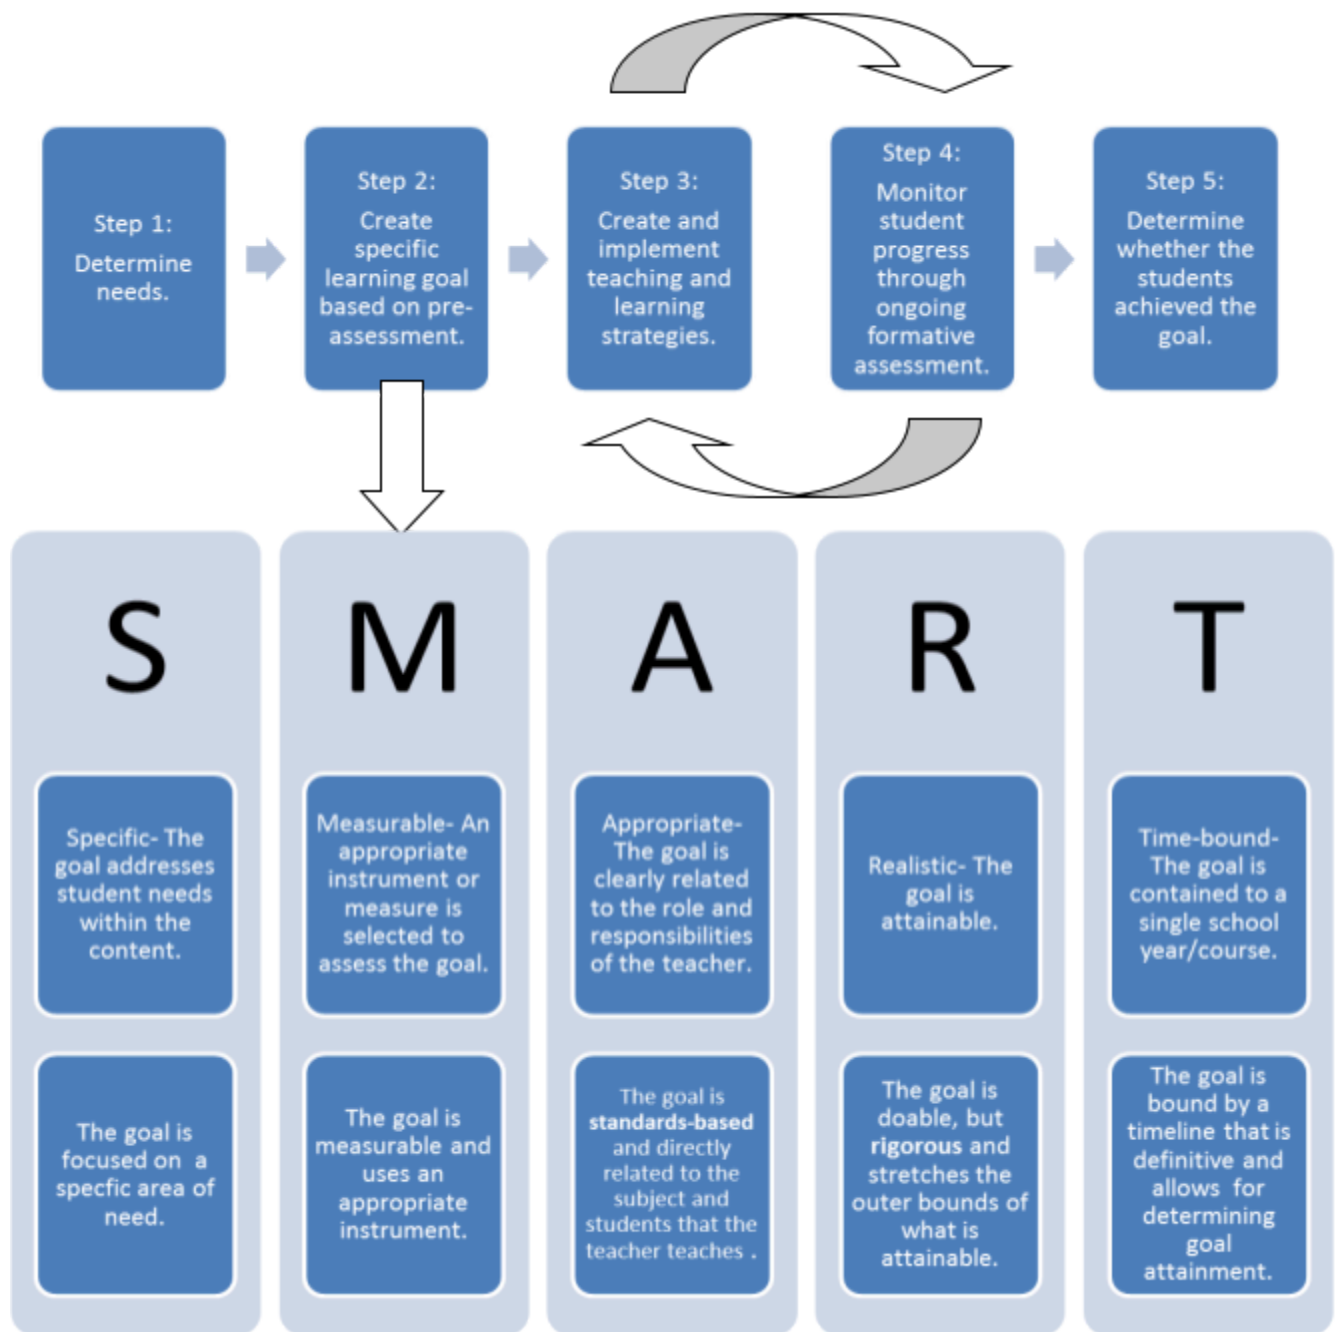 Step 1:
Determine
needs.
Step 2:
Create
specific
learning goal
based on pre-
assessment.
Step 3:
Create and
implement
teaching and
learning
strategies.
Step 4:
Monitor
student
progress
through
ongoing
formative
assessment.
Step 5:
Determine
whether the
students
achieved the
goal.
S
Specific- The
goal addresses
student needs
within the
content.
The goal is
focused on a
specfic area of
need.
M
Measurable- An
appropriate
instrument or
measure is
selected to
assess the goal.
The goal is
measurable and
uses an
appropriate
instrument.
A
Appropriate-
The goal is
clearly related
to the role and
responsibilities
of the teacher.
The goal is
standards-based
and directly
related to the
subject and
students that the
teacher teaches .
R
Realistic- The
goal is
attainable.
The goal is
doable, but
rigorous and
stretches the
outer bounds of
what is
attainable.
T
Time-bound-
The goal is
contained to a
single school
year/course.
The goal is
bound by a
timeline that is
definitive and
allows for
determining
goal
attainment.